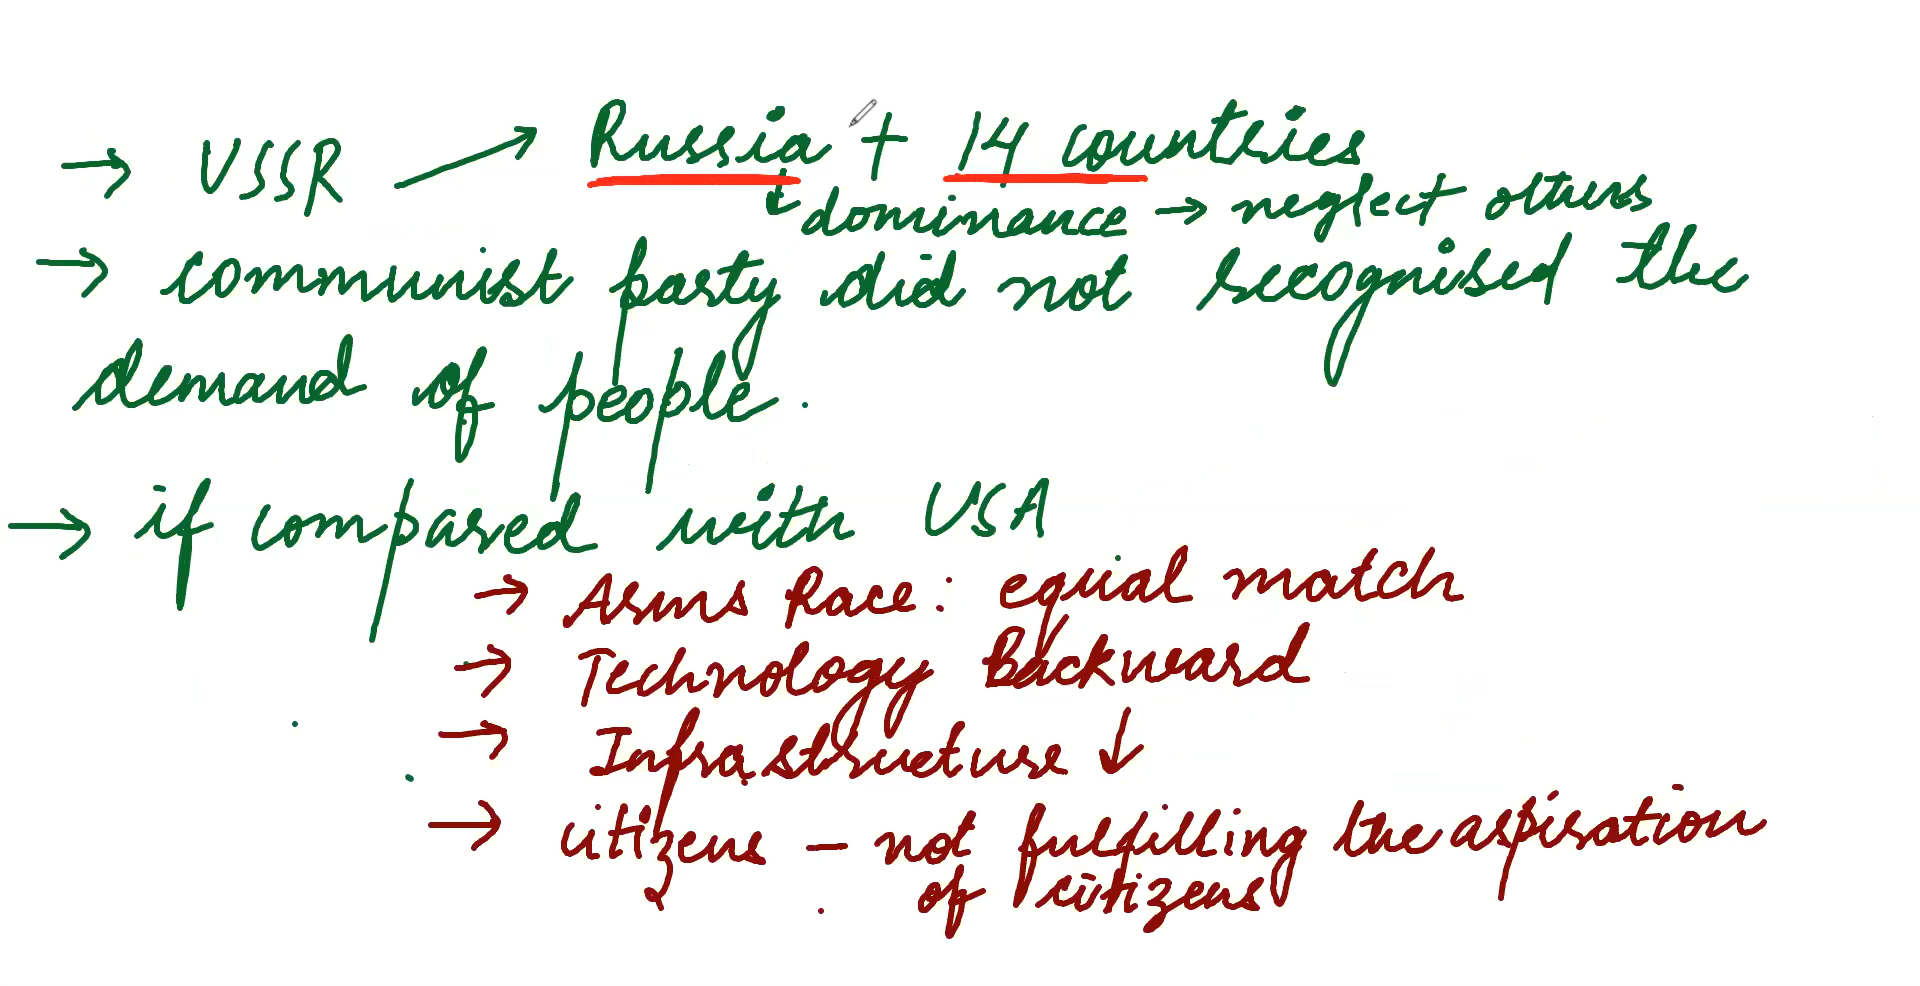 → USSR → Russia + 14 countries
↳ dominance → neglect others
→ communist party did not recognised the
demand of people.
→ if compared with USA
→ Arms Race: equal match
→ Technology Backward
→ Infrastructure ↓
→ citizens – not fulfilling the aspiration
of citizens